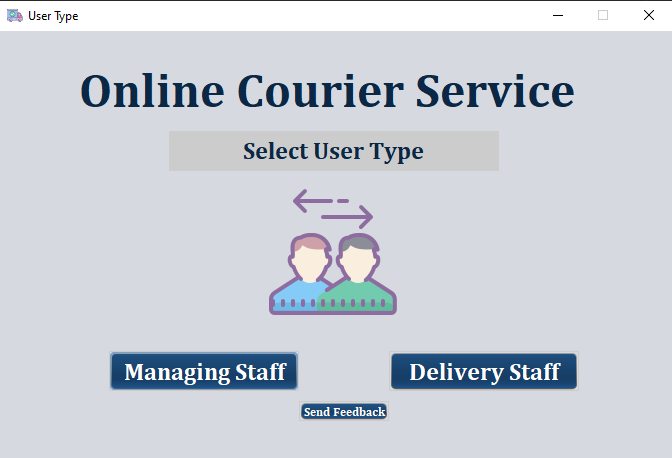 User Type
Online Courier Service
Select User Type
Managing Staff
Delivery Staff
Send Feedback